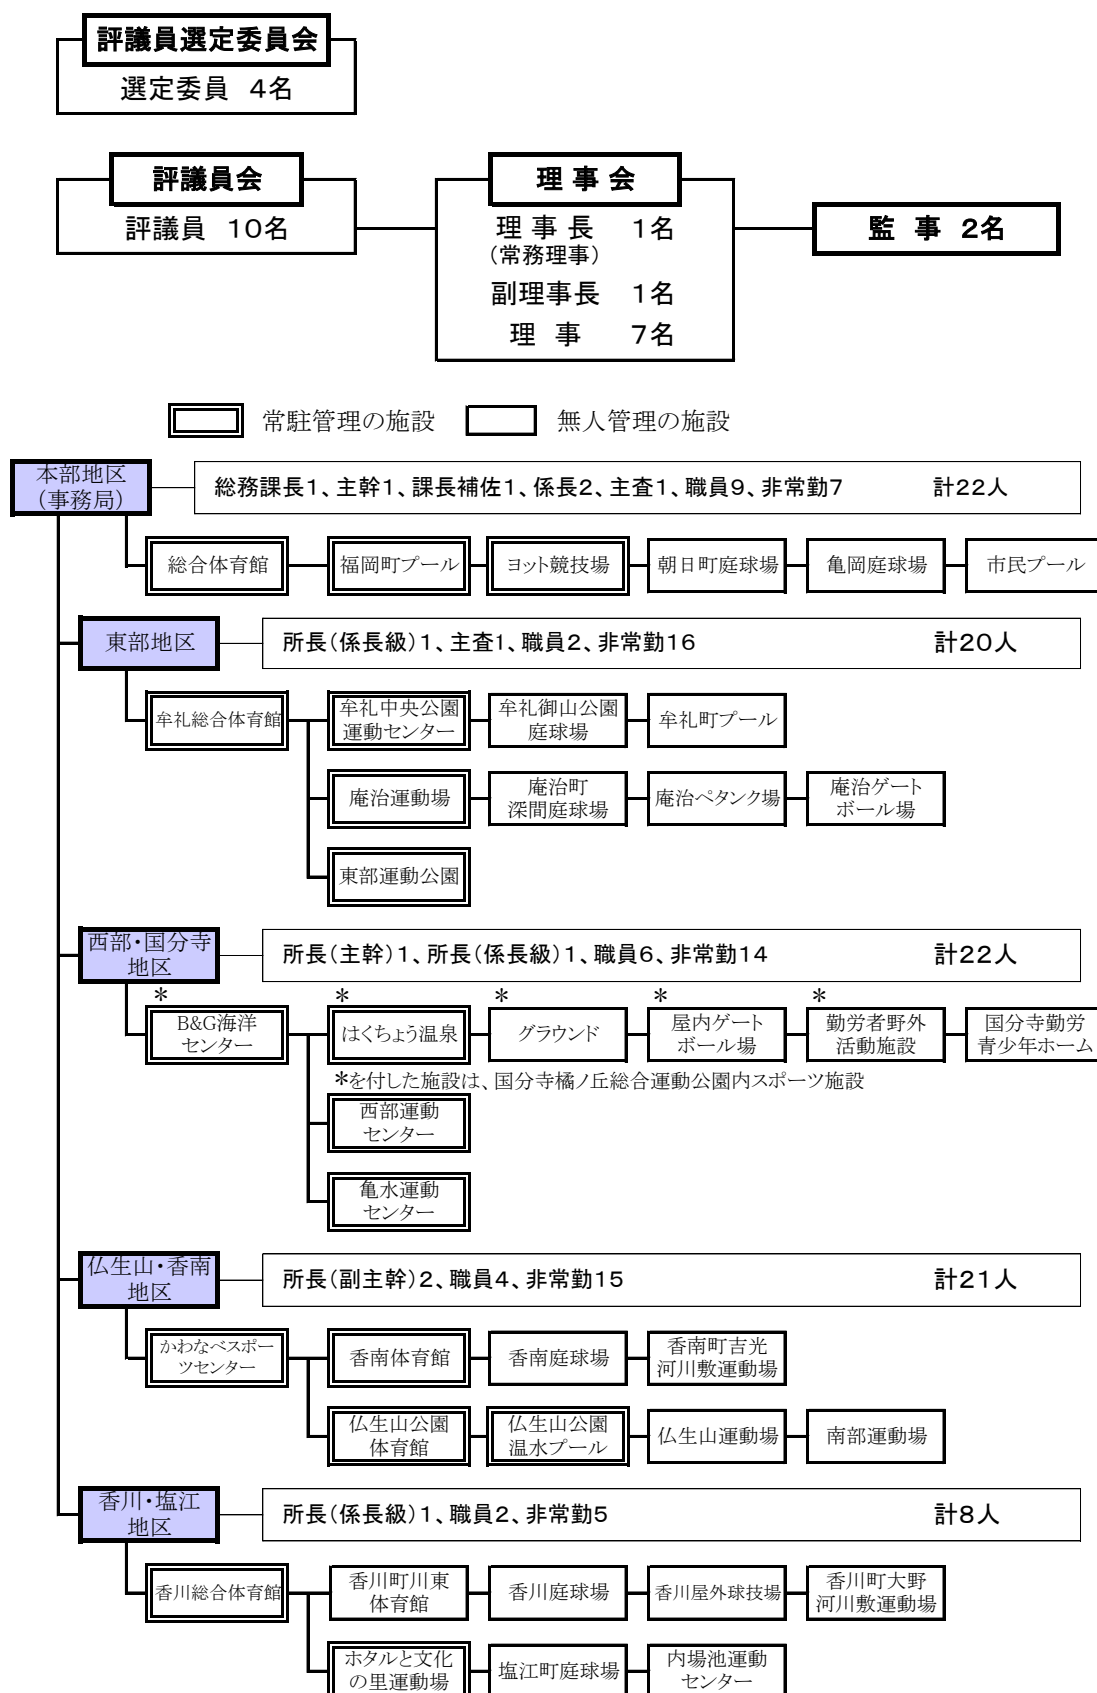 評議員選定委員会
選定委員　4名
評議員会
評議員　10名
理 事 会
理 事 長　1名
(常務理事)
副理事長　1名
理　事　7名
監　事　2名
常駐管理の施設
無人管理の施設
本部地区
(事務局)
総務課長1、主幹1、課長補佐1、係長2、主査1、職員9、非常勤7　計22人
総合体育館
福岡町プール
ヨット競技場
朝日町庭球場
亀岡庭球場
市民プール
東部地区
所長(係長級)1、主査1、職員2、非常勤16　計20人
牟礼総合体育館
牟礼中央公園
運動センター
牟礼御山公園
庭球場
牟礼町プール
庵治運動場
庵治町
深間庭球場
庵治ペタンク場
庵治ゲート
ボール場
東部運動公園
西部・国分寺
地区
所長(主幹)1、所長(係長級)1、職員6、非常勤14　計22人
*
B&G海洋
センター
*
はくちょう温泉
*
グラウンド
*
屋内ゲート
ボール場
*
勤労者野外
活動施設
国分寺勤労
青少年ホーム
*を付した施設は、国分寺橘ノ丘総合運動公園内スポーツ施設
西部運動
センター
亀水運動
センター
仏生山・香南
地区
所長(副主幹)2、職員4、非常勤15　計21人
かわなべスポー
ツセンター
香南体育館
香南庭球場
香南町吉光
河川敷運動場
仏生山公園
体育館
仏生山公園
温水プール
仏生山運動場
南部運動場
香川・塩江
地区
所長(係長級)1、職員2、非常勤5　計8人
香川総合体育館
香川町川東
体育館
香川庭球場
香川屋外球技場
香川町大野
河川敷運動場
ホタルと文化
の里運動場
塩江町庭球場
内場池運動
センター